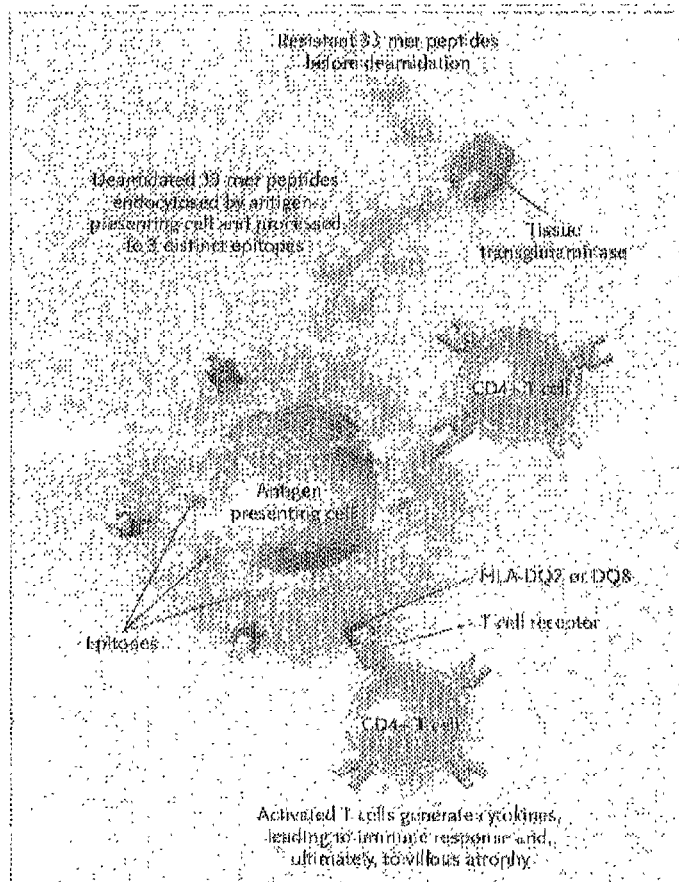 Resistant 33 mer peptides
before deamidation
Deamidated 33 mer peptides
endocytosed by antigen
presenting cell and processed
to 3 distinct epitopes
Tissue
transglutaminase
CD4+ T cell
Antigen
presenting cell
HLA-DQ2 or DQ8
T cell receptor
Epitopes
CD4+ T cell
Activated T cells generate cytokines,
leading to immune response and,
ultimately, to villous atrophy